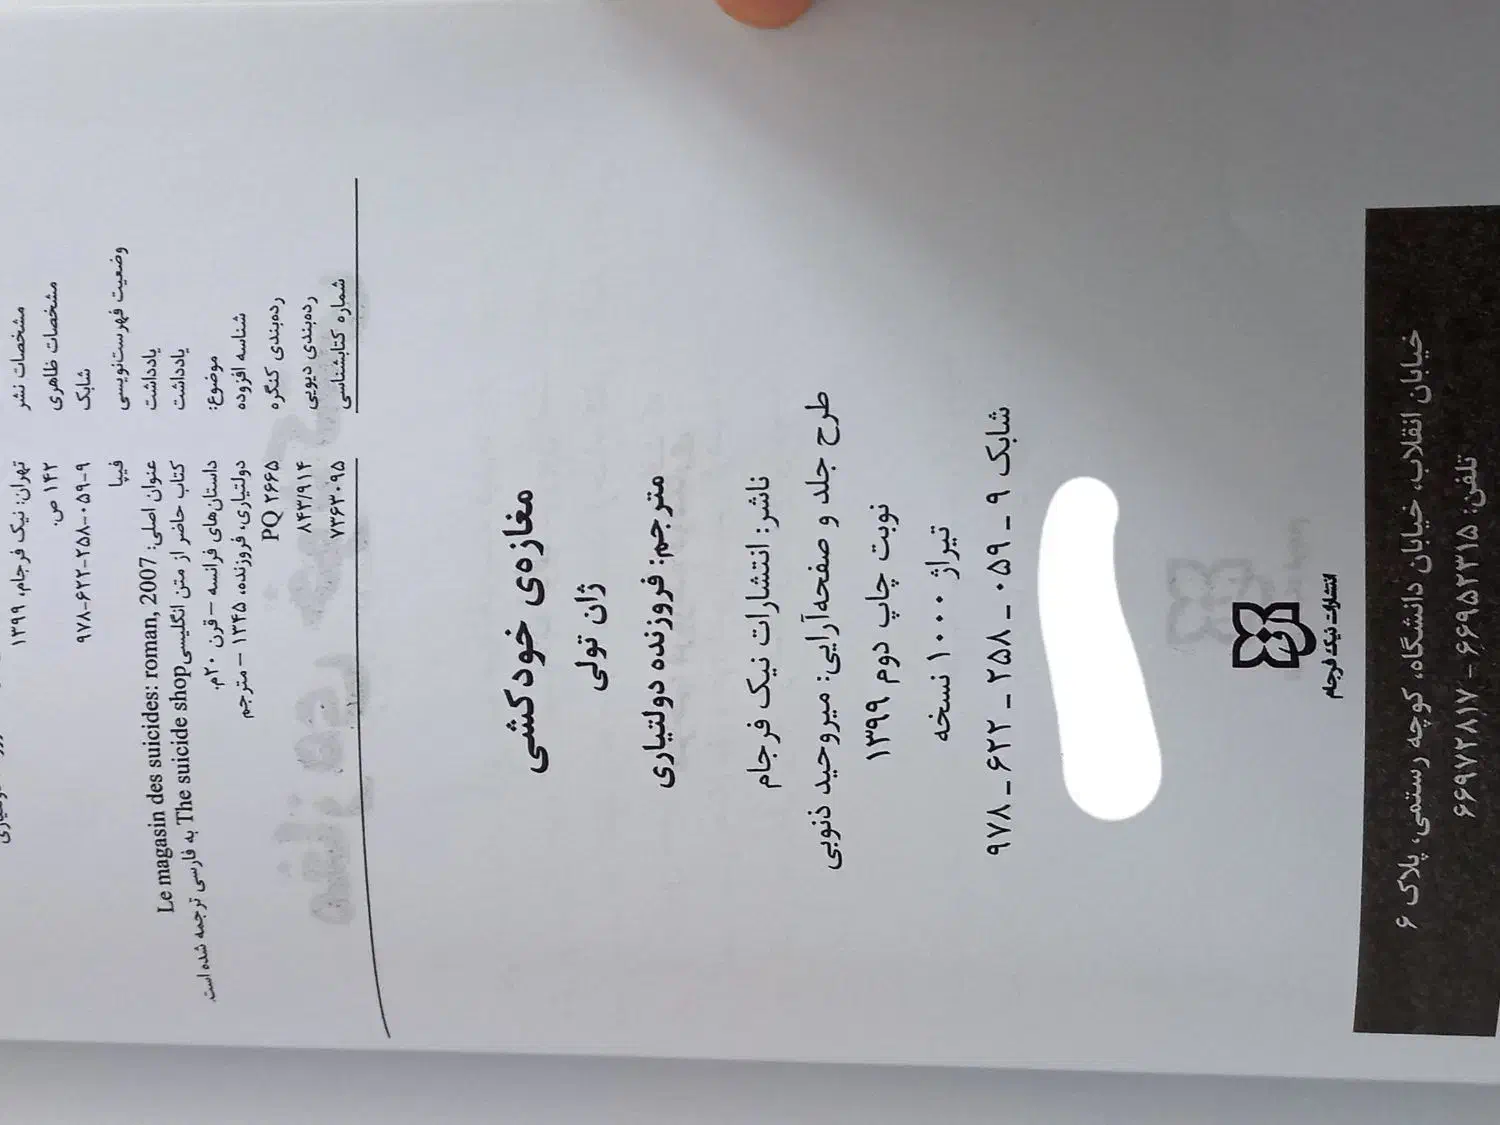 مشخصات نشر تهران: نیک فرجام، ۱۳۹۹
مشخصات ظاهری ۱۴۲ ص.
شابک ۹۷۸-۶۲۲-۲۵۸-۰۵۹-۹
وضعیت فهرست‌نویسی فیپا
یادداشت عنوان اصلی: Le magasin des suicides: roman, 2007
یادداشت کتاب حاضر از متن انگلیسی The suicide shop به فارسی ترجمه شده است.
موضوع: داستان‌های فرانسه – قرن ۲۰م.
شناسه افزوده دولتیاری، فروزنده، ۱۳۴۵ – مترجم
رده‌بندی کنگره PQ ۲۶۶۵
رده‌بندی دیویی ۸۴۳/۹۱۴
شماره کتابشناسی ۷۳۶۳۰۹۵
مغازه‌ی خودکشی
ژان تولی
مترجم: فروزنده دولتیاری
ناشر: انتشارات نیک فرجام
طرح جلد و صفحه‌آرایی: میروحید ذنوبی
نوبت چاپ دوم ۱۳۹۹
تیراژ ۱۰۰۰ نسخه
شابک ۹ – ۰۵۹ – ۲۵۸ – ۶۲۲ – ۹۷۸
انتشارات نیک فرجام
خیابان انقلاب، خیابان دانشگاه، کوچه رستمی، پلاک ۶
تلفن: ۶۶۹۵۲۳۱۵ – ۶۶۹۷۲۸۱۷